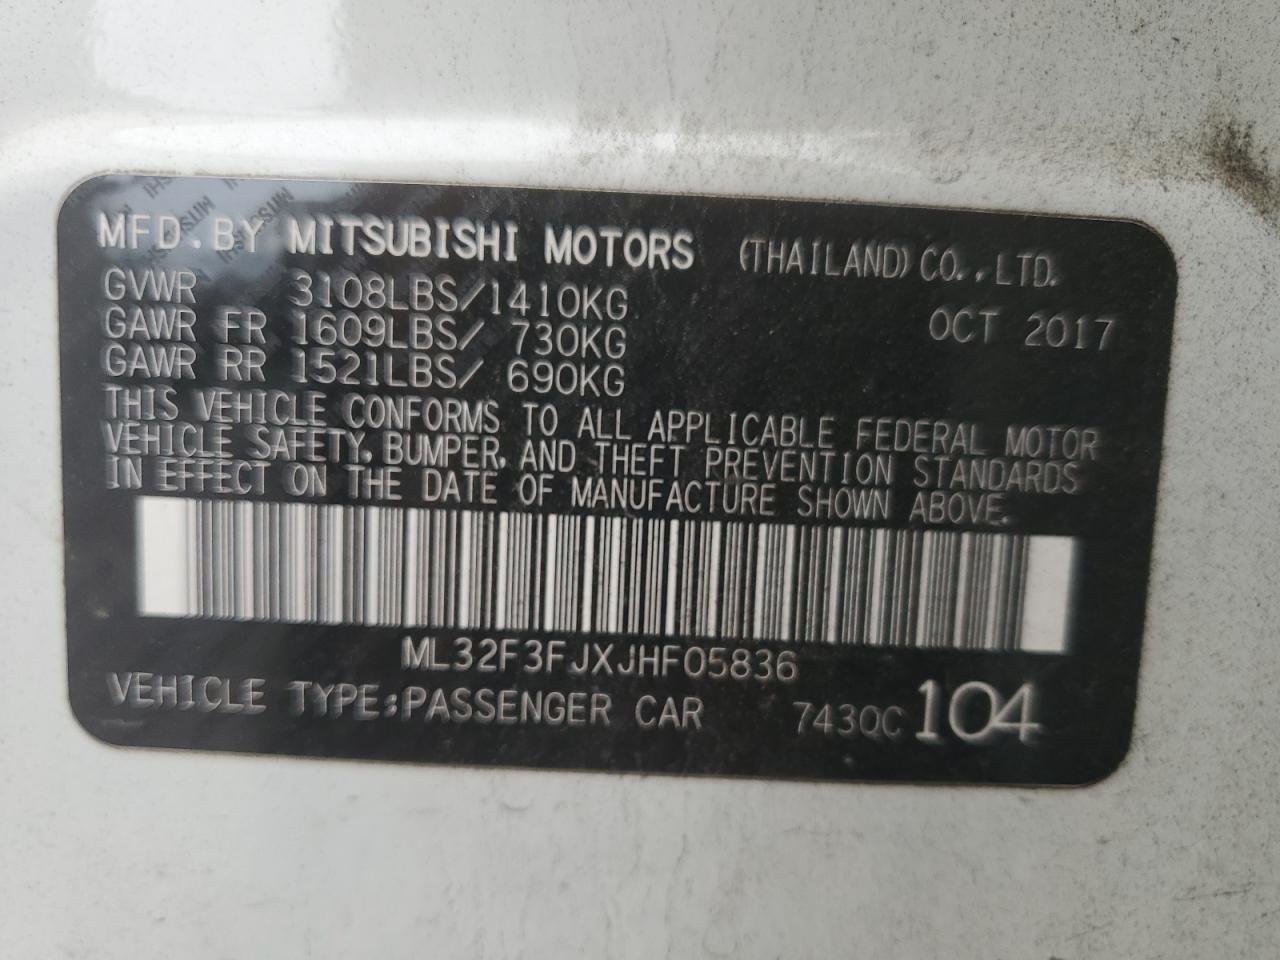 MFD.BY MITSUBISHI MOTORS (THAILAND) CO.,LTD.
GVWR 3108LBS/1410KG OCT 2017
GAWR FR 1609LBS/ 730KG
GAWR RR 1521LBS/ 690KG
THIS VEHICLE CONFORMS TO ALL APPLICABLE FEDERAL MOTOR
VEHICLE SAFETY, BUMPER, AND THEFT PREVENTION STANDARDS
IN EFFECT ON THE DATE OF MANUFACTURE SHOWN ABOVE.
ML32F3FJXJHF05836
VEHICLE TYPE:PASSENGER CAR 743QC 104